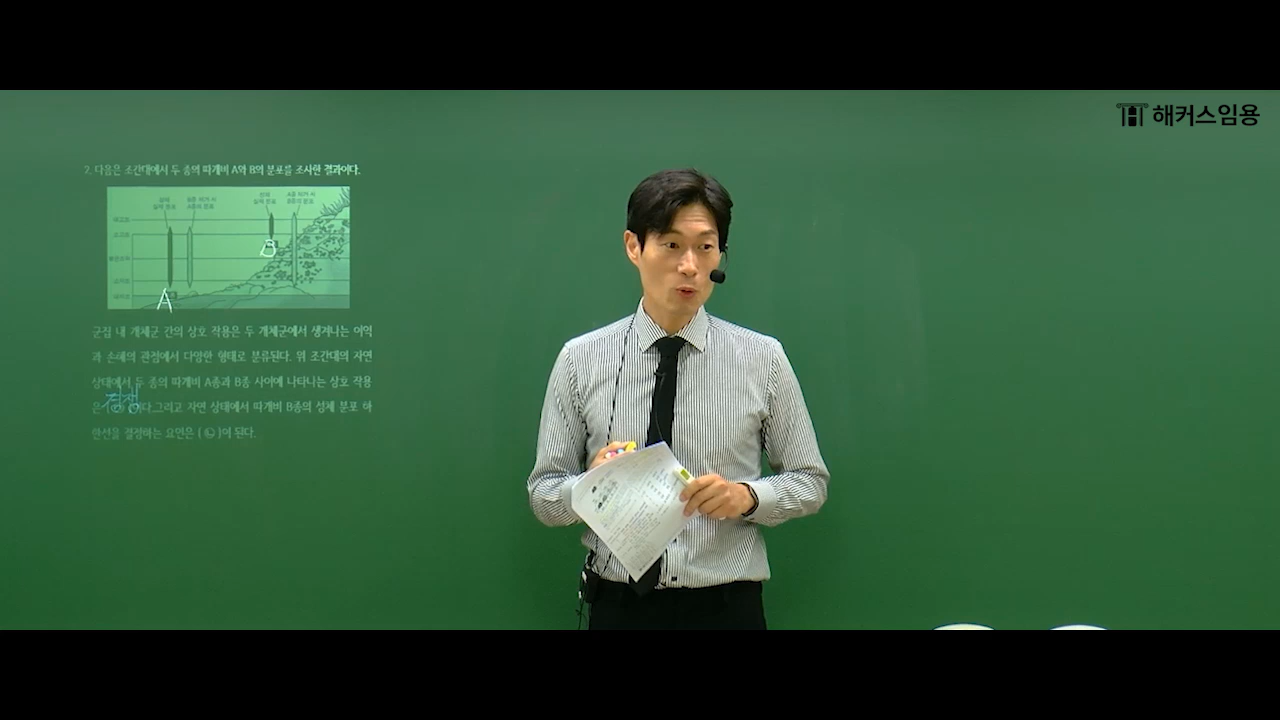 해커스임용
2. 다음은 조간대에서 두 종의 따개비 A와 B의 분포를 조사한 결과이다.
A
B
군집 내 개체군 간의 상호 작용은 두 개체군에서 생겨나는 이익
과 손해의 관점에서 다양한 형태로 분류된다. 위 조간대의 자연
상태에서 두 종의 따개비 A종과 B종 사이에 나타나는 상호 작용
은 경쟁 이다.그리고 자연 상태에서 따개비 B종의 성체 분포 하
한선을 결정하는 요인은 ( ㉡ )이 된다.